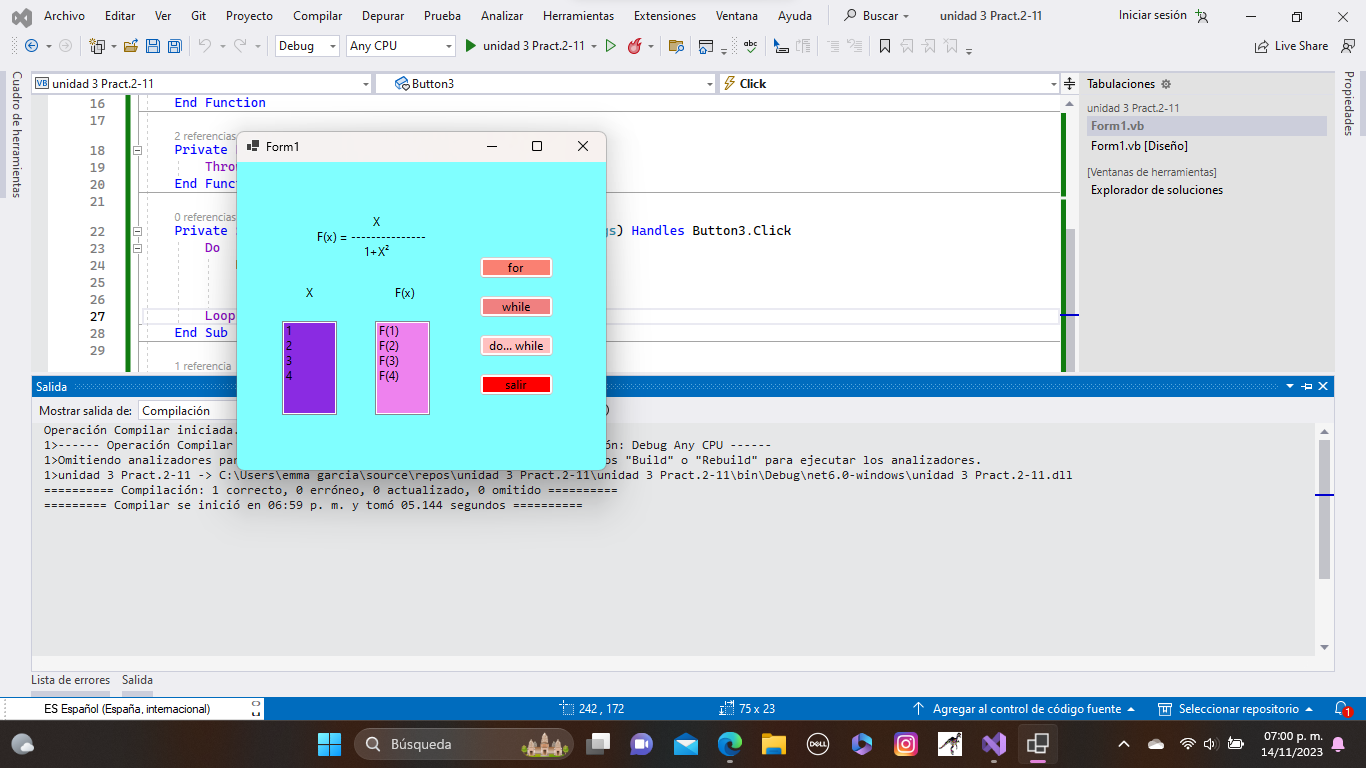 Archivo Editar Ver Git Proyecto Compilar Depurar Prueba Analizar Herramientas Extensiones Ventana Ayuda Buscar unidad 3 Pract.2-11 Iniciar sesión
Debug Any CPU unidad 3 Pract.2-11 Live Share
Cuadro de herramientas
VB unidad 3 Pract.2-11 Button3 Click
16 End Function
17
2 referencias
18 Private
19 Throw
20 End Funct
21
0 referencias
22 Private s) Handles Button3.Click
23 Do
24
25
26
27 Loop
28 End Sub
29
1 referencia
Form1
X
F(x) = ---------------
1+X²
X F(x)
1 F(1)
2 F(2)
3 F(3)
4 F(4)
for
while
do... while
salir
Tabulaciones
unidad 3 Pract.2-11
Form1.vb
Form1.vb [Diseño]
[Ventanas de herramientas]
Explorador de soluciones
Propiedades
Salida
Mostrar salida de: Compilación
Operación Compilar iniciada.
1>------ Operación Compilar ón: Debug Any CPU ------
1>Omitiendo analizadores pa os "Build" o "Rebuild" para ejecutar los analizadores.
1>unidad 3 Pract.2-11 -> C:\Users\emma garcia\source\repos\unidad 3 Pract.2-11\unidad 3 Pract.2-11\bin\Debug\net6.0-windows\unidad 3 Pract.2-11.dll
========== Compilación: 1 correcto, 0 erróneo, 0 actualizado, 0 omitido ==========
========= Compilar se inició en 06:59 p. m. y tomó 05.144 segundos ==========
Lista de errores Salida
ES Español (España, internacional) 242 , 172 75 x 23 Agregar al control de código fuente Seleccionar repositorio 1
Búsqueda DELL 07:00 p. m.
14/11/2023